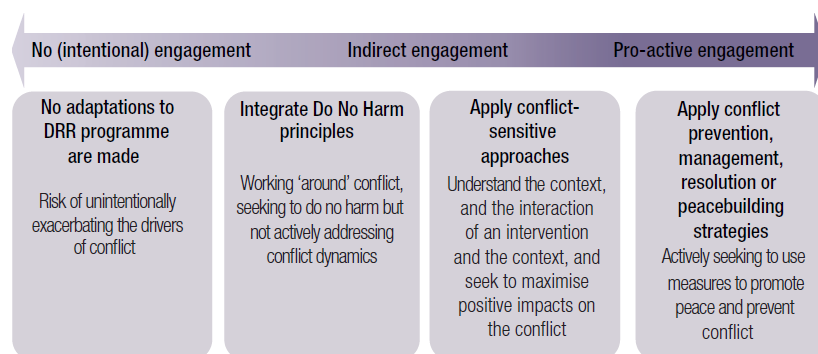 No (intentional) engagement
Indirect engagement
Pro-active engagement
No adaptations to
DRR programme
are made
Risk of unintentionally
exacerbating the drivers
of conflict
Integrate Do No Harm
principles
Working ‘around’ conflict,
seeking to do no harm but
not actively addressing
conflict dynamics
Apply conflict-
sensitive
approaches
Understand the context,
and the interaction
of an intervention
and the context, and
seek to maximise
positive impacts on
the conflict
Apply conflict
prevention,
management,
resolution or
peacebuilding
strategies
Actively seeking to use
measures to promote
peace and prevent
conflict